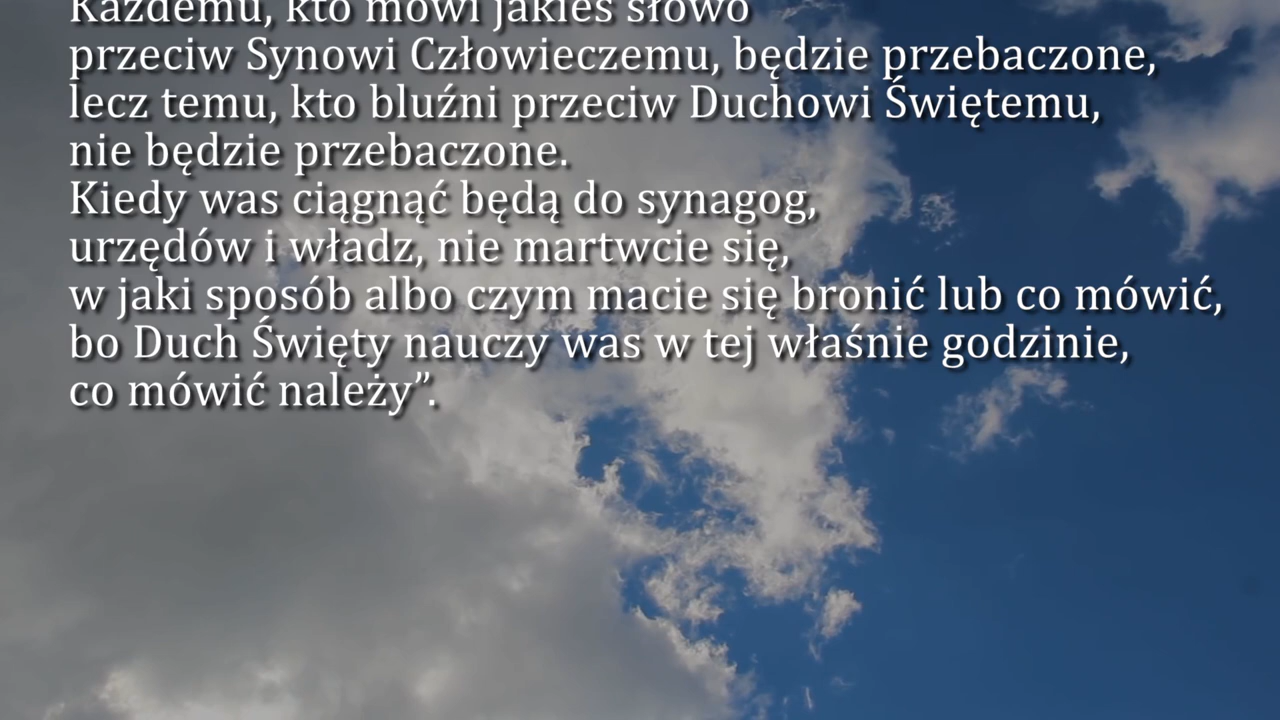 Każdemu, kto mówi jakieś słowo
przeciw Synowi Człowieczemu, będzie przebaczone,
lecz temu, kto bluźni przeciw Duchowi Świętemu,
nie będzie przebaczone.
Kiedy was ciągnąć będą do synagog,
urzędów i władz, nie martwcie się,
w jaki sposób albo czym macie się bronić lub co mówić,
bo Duch Święty nauczy was w tej właśnie godzinie,
co mówić należy”.